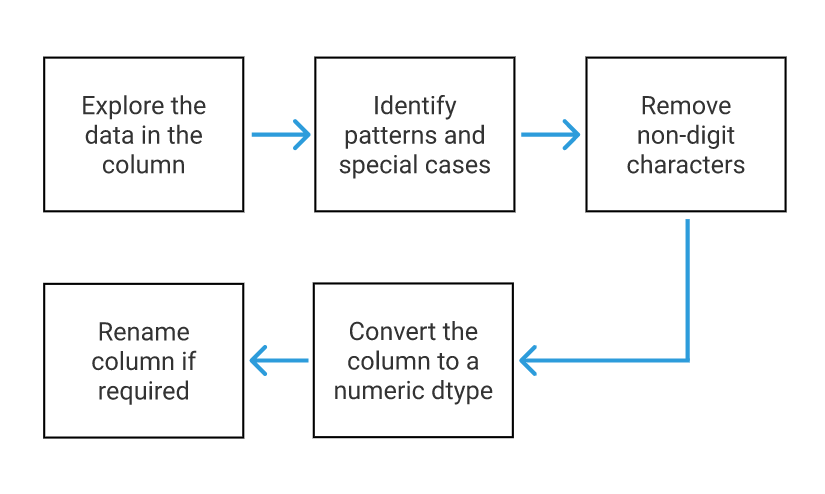 Explore the
data in the
column
Identify
patterns and
special cases
Remove
non-digit
characters
Convert the
column to a
numeric dtype
Rename
column if
required